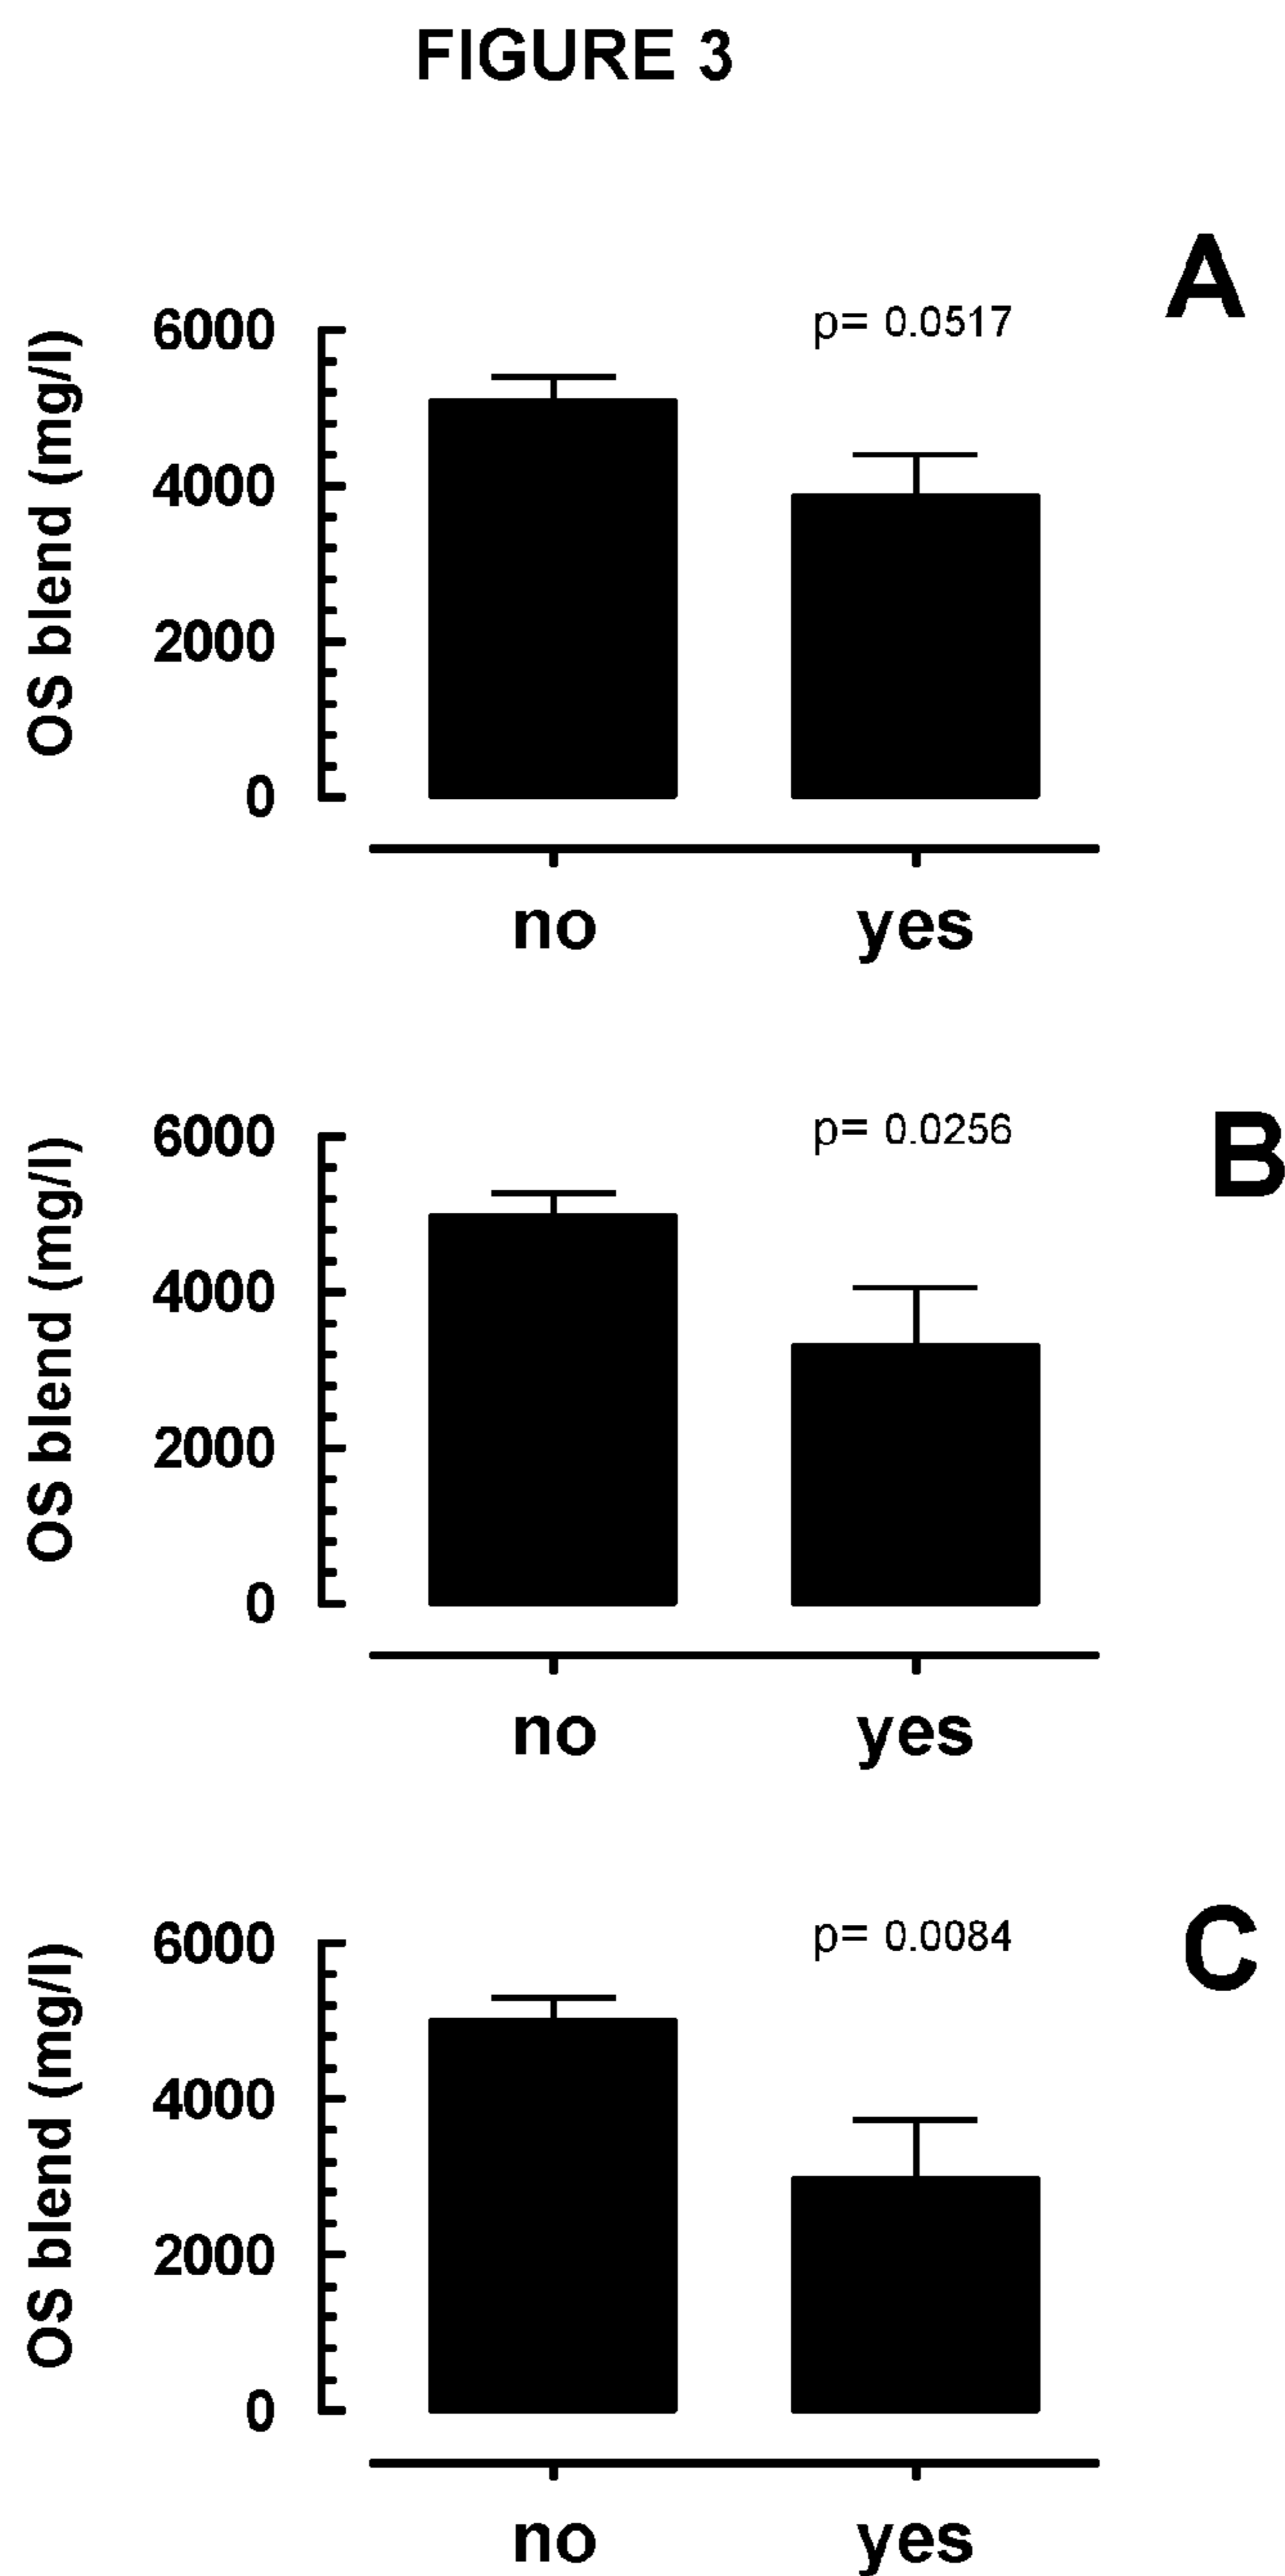 FIGURE 3
A
p= 0.0517
OS blend (mg/l)
6000
4000
2000
0
no yes
B
p= 0.0256
OS blend (mg/l)
6000
4000
2000
0
no yes
C
p= 0.0084
OS blend (mg/l)
6000
4000
2000
0
no yes